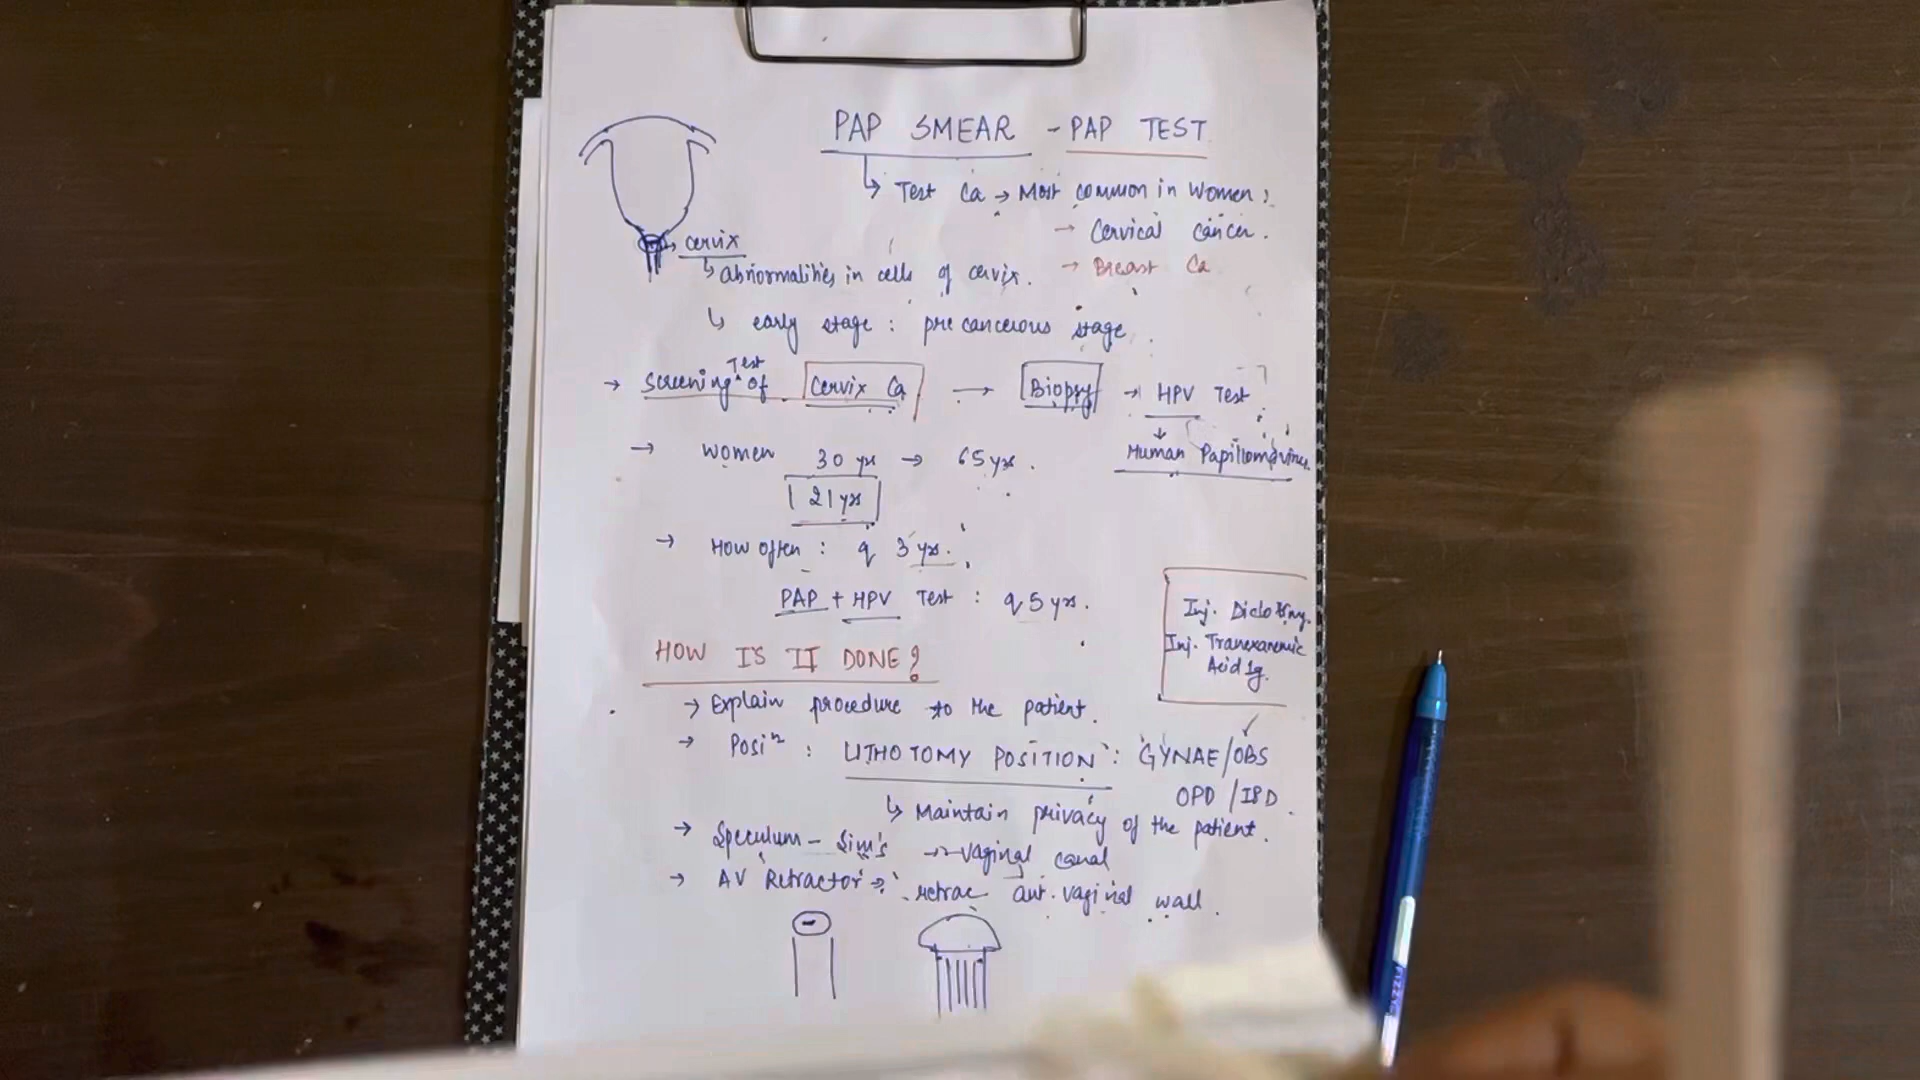 PAP SMEAR - PAP TEST
↳ Test Ca → Most common in Women:
→ Cervical cancer.
→ Breast Ca
→ cervix
↳ abnormalities in cells of cervix.
↳ early stage : pre cancerous stage.
→ Screening Test of Cervix Ca → Biopsy → HPV Test
↓
Human Papillomavirus
→ Women 30 yrs → 65 yrs.
21 yrs
→ How often : q 3 yrs.
PAP + HPV Test : q 5 yrs.
Inj. Diclo
Inj. Tranexamic
Acid 1g.
HOW IS IT DONE?
→ Explain procedure to the patient.
→ Posiⁿ : LITHOTOMY POSITION : GYNAE/OBS
OPD / IPD
↳ Maintain privacy of the patient.
→ Speculum - Sim's → vaginal canal
→ AV Retractor → retrac ant. vaginal wall.